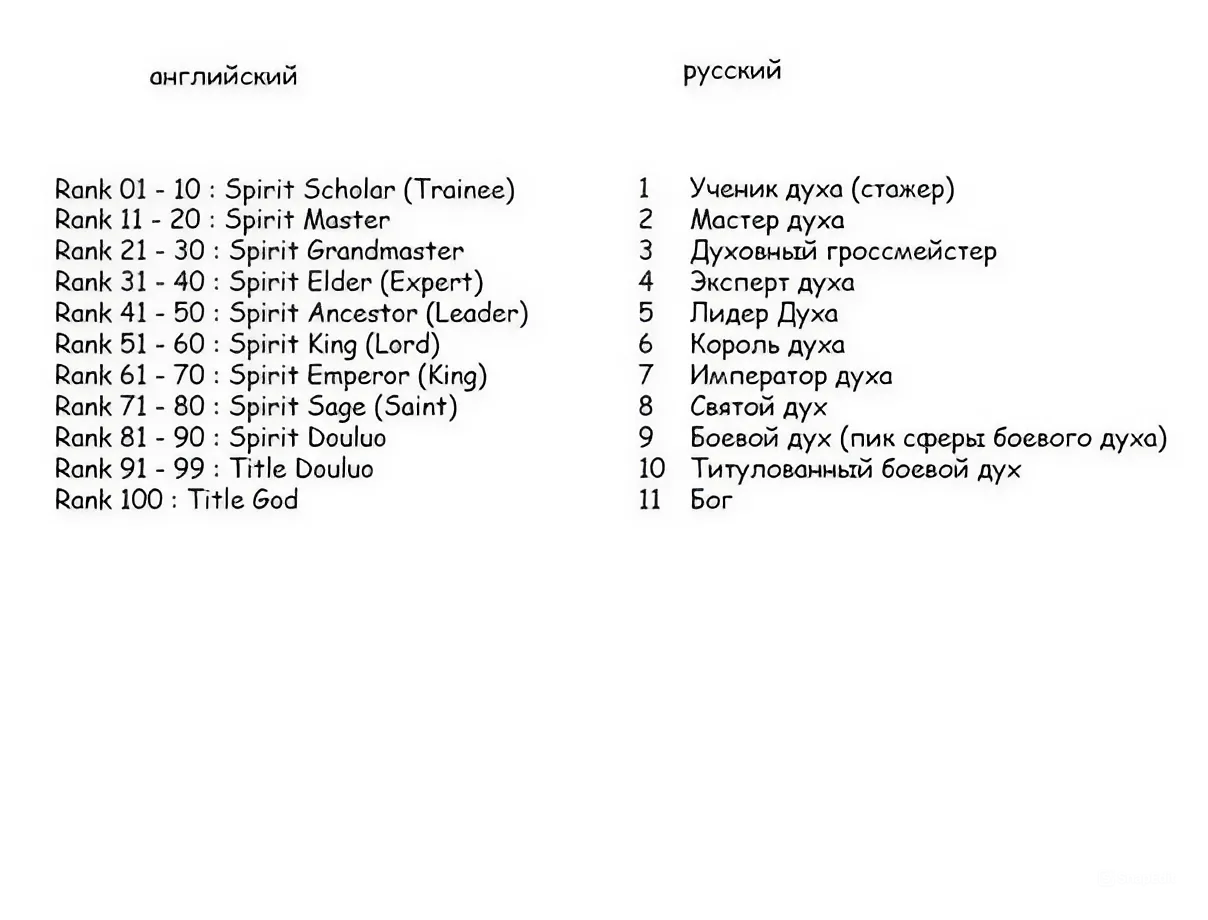 английский
русский
Rank 01 - 10 : Spirit Scholar (Trainee)
Rank 11 - 20 : Spirit Master
Rank 21 - 30 : Spirit Grandmaster
Rank 31 - 40 : Spirit Elder (Expert)
Rank 41 - 50 : Spirit Ancestor (Leader)
Rank 51 - 60 : Spirit King (Lord)
Rank 61 - 70 : Spirit Emperor (King)
Rank 71 - 80 : Spirit Sage (Saint)
Rank 81 - 90 : Spirit Douluo
Rank 91 - 99 : Title Douluo
Rank 100 : Title God
1 Ученик духа (стажер)
2 Мастер духа
3 Духовный гроссмейстер
4 Эксперт духа
5 Лидер Духа
6 Король духа
7 Император духа
8 Святой дух
9 Боевой дух (пик сферы боевого духа)
10 Титулованный боевой дух
11 Бог